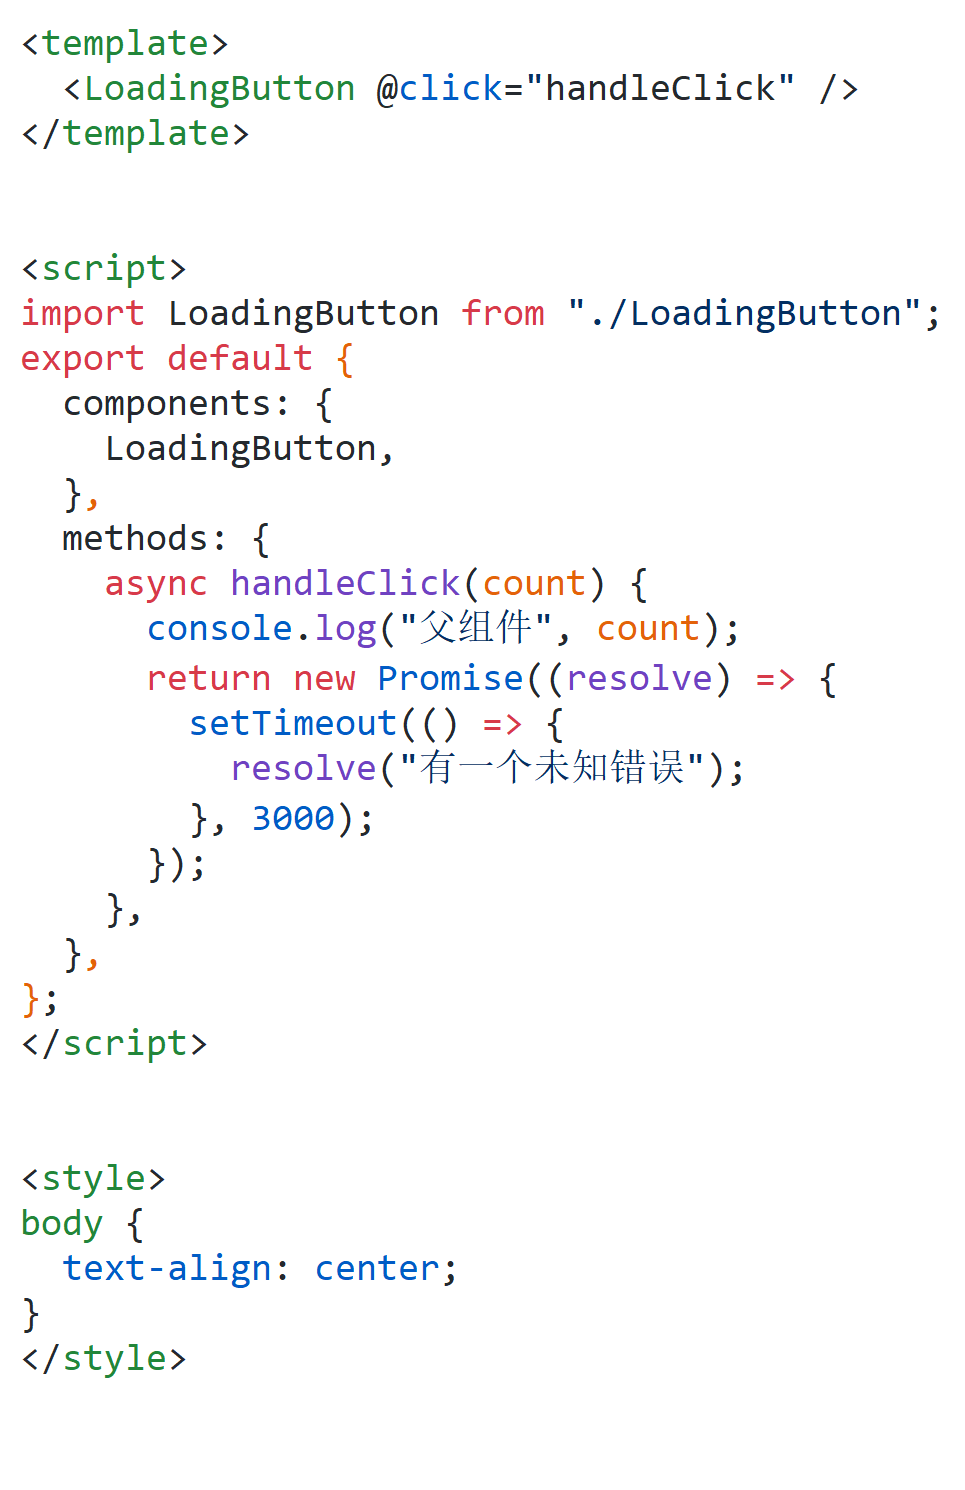 <template>
  <LoadingButton @click="handleClick" />
</template>
<script>
import LoadingButton from "./LoadingButton";
export default {
  components: {
    LoadingButton,
  },
  methods: {
    async handleClick(count) {
      console.log("父组件", count);
      return new Promise((resolve) => {
        setTimeout(() => {
          resolve("有一个未知错误");
        }, 3000);
      });
    },
  },
};
</script>
<style>
body {
  text-align: center;
}
</style>